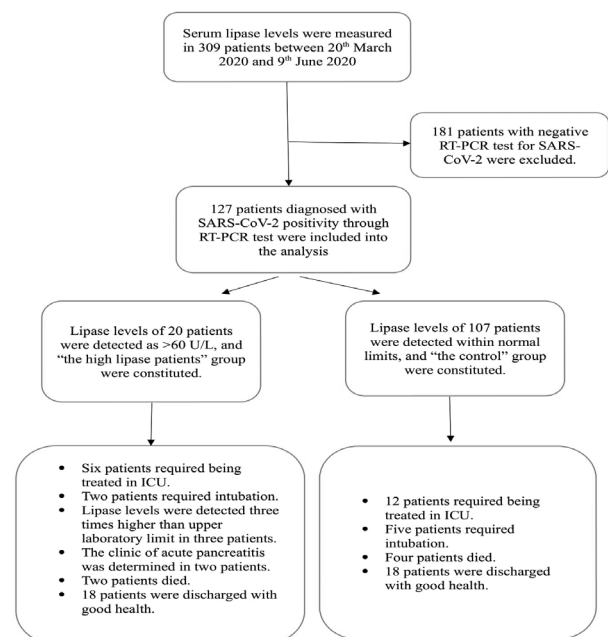 Serum lipase levels were measured
in 309 patients between 20th March
2020 and 9th June 2020
181 patients with negative
RT-PCR test for SARS-
CoV-2 were excluded.
127 patients diagnosed with
SARS-CoV-2 positivity through
RT-PCR test were included into
the analysis
Lipase levels of 20 patients
were detected as >60 U/L, and
“the high lipase patients” group
were constituted.
Lipase levels of 107 patients
were detected within normal
limits, and “the control” group
were constituted.
• Six patients required being
treated in ICU.
• Two patients required intubation.
• Lipase levels were detected three
times higher than upper
laboratory limit in three patients.
• The clinic of acute pancreatitis
was determined in two patients.
• Two patients died.
• 18 patients were discharged with
good health.
• 12 patients required being
treated in ICU.
• Five patients required
intubation.
• Four patients died.
• 18 patients were discharged
with good health.